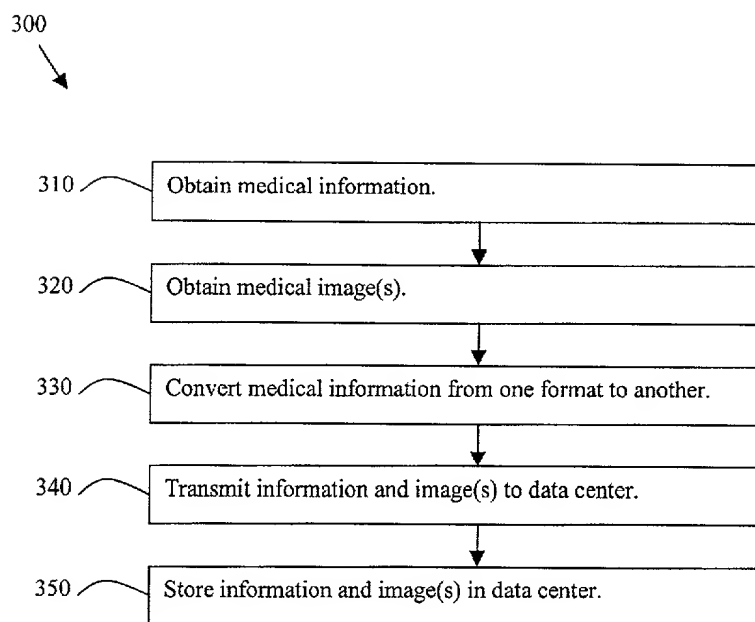 300
310 Obtain medical information.
320 Obtain medical image(s).
330 Convert medical information from one format to another.
340 Transmit information and image(s) to data center.
350 Store information and image(s) in data center.